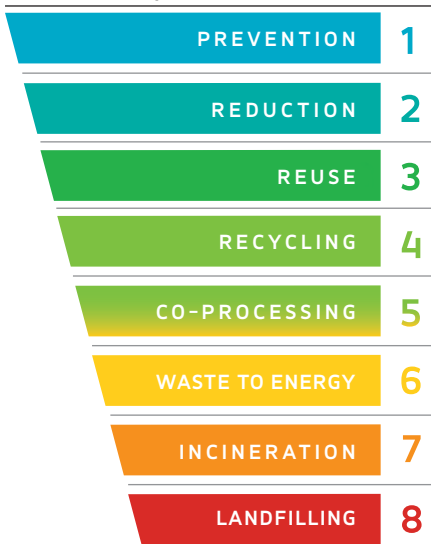 PREVENTION 1
REDUCTION 2
REUSE 3
RECYCLING 4
CO-PROCESSING 5
WASTE TO ENERGY 6
INCINERATION 7
LANDFILLING 8